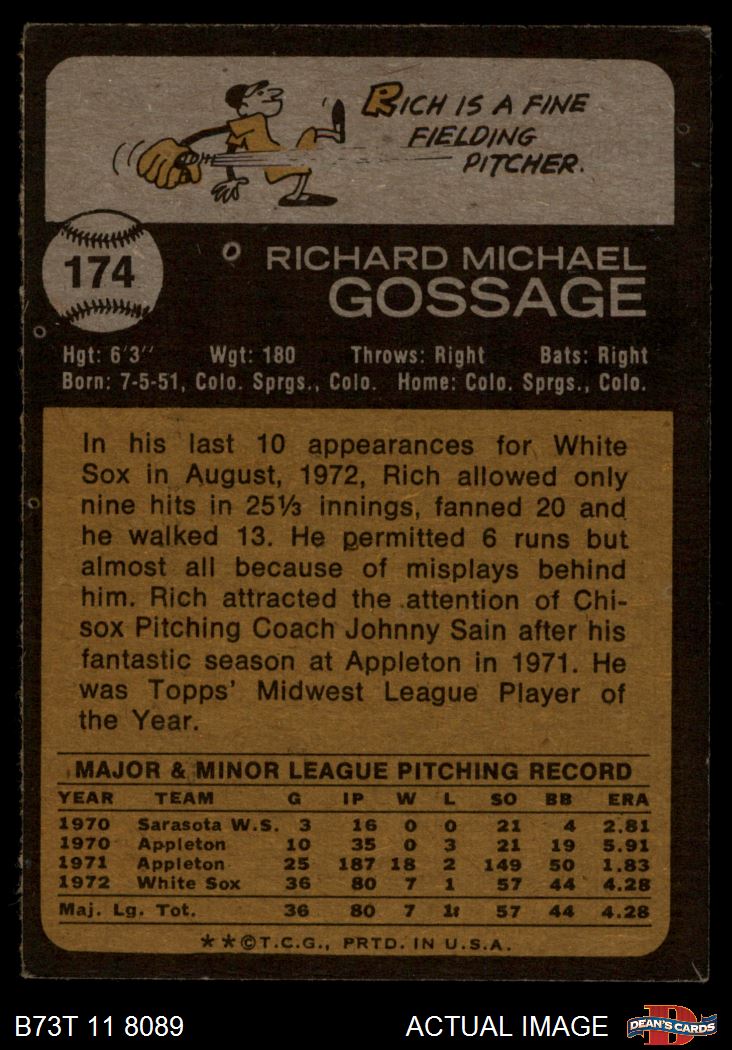 RICH IS A FINE
FIELDING
PITCHER.
174
RICHARD MICHAEL
GOSSAGE
Hgt: 6'3" Wgt: 180 Throws: Right Bats: Right
Born: 7-5-51, Colo. Sprgs., Colo. Home: Colo. Sprgs., Colo.
In his last 10 appearances for White
Sox in August, 1972, Rich allowed only
nine hits in 25⅓ innings, fanned 20 and
he walked 13. He permitted 6 runs but
almost all because of misplays behind
him. Rich attracted the attention of Chi-
sox Pitching Coach Johnny Sain after his
fantastic season at Appleton in 1971. He
was Topps' Midwest League Player of
the Year.
MAJOR & MINOR LEAGUE PITCHING RECORD
YEAR TEAM G IP W L SO BB ERA
1970 Sarasota W.S. 3 16 0 0 21 4 2.81
1970 Appleton 10 35 0 3 21 19 5.91
1971 Appleton 25 187 18 2 149 50 1.83
1972 White Sox 36 80 7 1 57 44 4.28
Maj. Lg. Tot. 36 80 7 1 57 44 4.28
**©T.C.G., PRTD. IN U.S.A.
B73T 11 8089 ACTUAL IMAGE DEAN'S CARDS